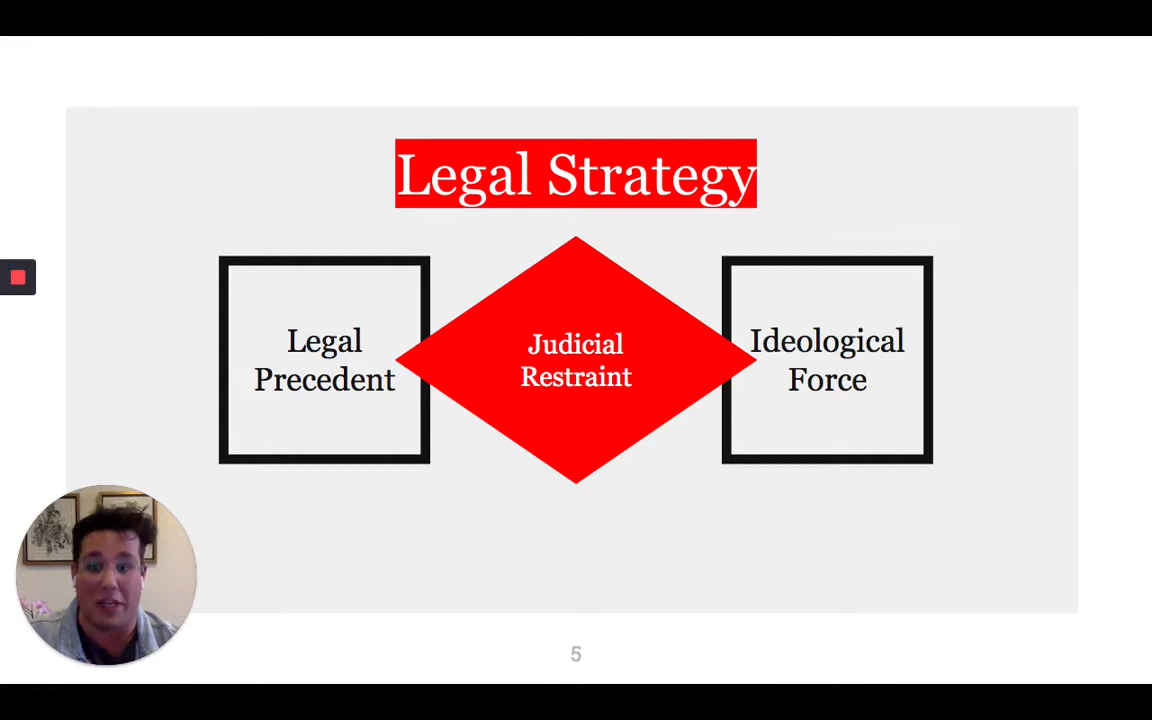 Legal Strategy
Legal
Precedent
Judicial
Restraint
Ideological
Force
5